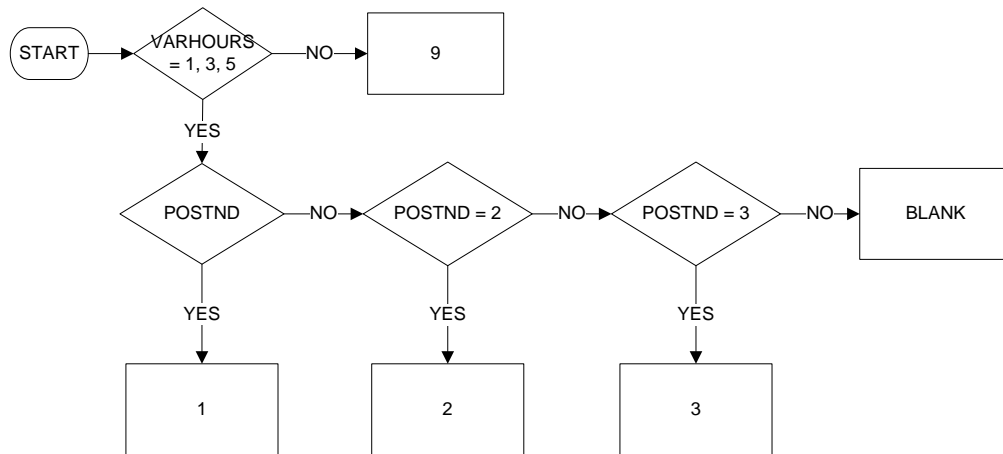 START
VARHOURS
= 1, 3, 5
NO
9
YES
POSTND
NO
POSTND = 2
NO
POSTND = 3
NO
BLANK
YES
YES
YES
1
2
3